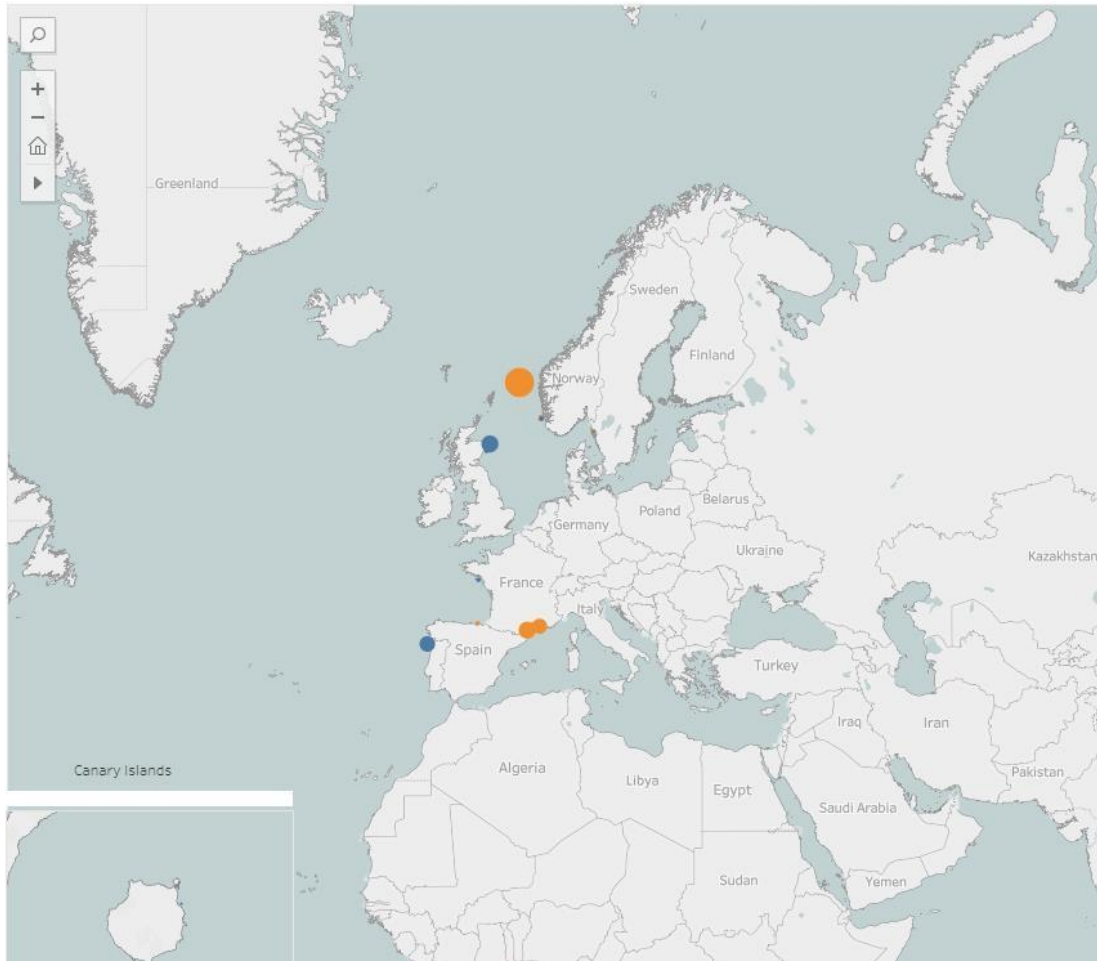 Greenland
Sweden
Finland
Norway
Belarus
Poland
Germany
Ukraine
Kazakhstan
France
Italy
Spain
Turkey
Iraq
Iran
Algeria
Canary Islands
Libya
Egypt
Pakistan
Saudi Arabia
Sudan
Yemen